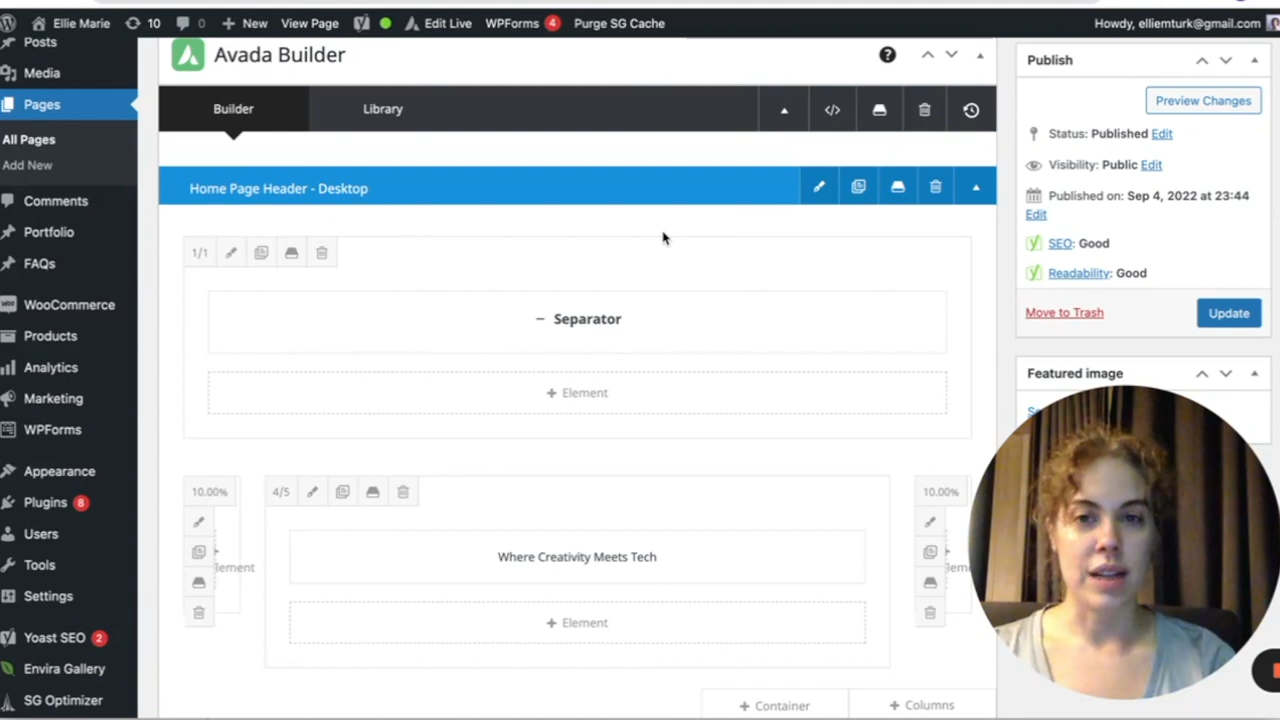 Ellie Marie 10 0 New View Page Edit Live WPForms 4 Purge SG Cache Howdy, elliemturk@gmail.com
Posts
Media
Pages
All Pages
Add New
Comments
Portfolio
FAQs
WooCommerce
Products
Analytics
Marketing
WPForms
Appearance
Plugins 8
Users
Tools
Settings
Yoast SEO 2
Envira Gallery
SG Optimizer
Avada Builder
Builder Library
Home Page Header - Desktop
1/1
Separator
+ Element
10.00% 4/5 10.00%
Where Creativity Meets Tech
+ Element
+ Container + Columns
Publish
Preview Changes
Status: Published Edit
Visibility: Public Edit
Published on: Sep 4, 2022 at 23:44
Edit
SEO: Good
Readability: Good
Move to Trash Update
Featured image